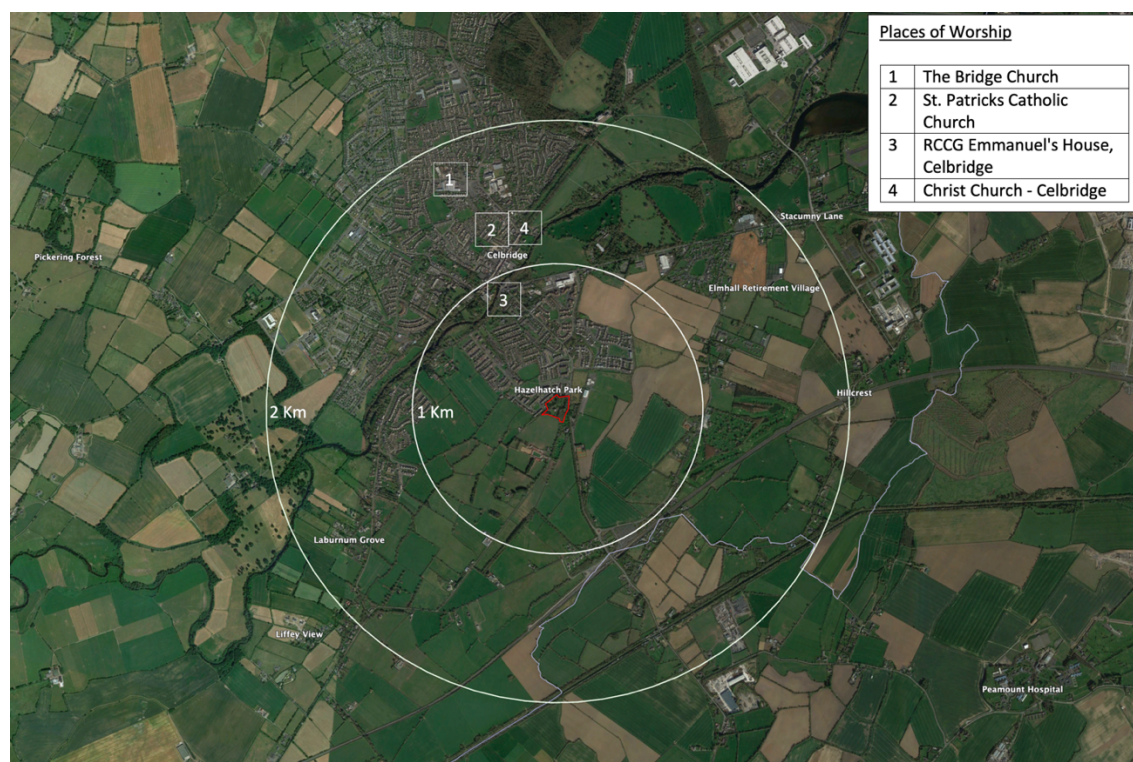 Places of Worship
1 The Bridge Church
2 St. Patricks Catholic
Church
3 RCCG Emmanuel's House,
Celbridge
4 Christ Church - Celbridge
1
Stacumny Lane
2 4
Celbridge
Pickering Forest
Elmhall Retirement Village
3
Hazelhatch Park
Hillcrest
2 Km
1 Km
Laburnum Grove
Liffey View
Peamount Hospital